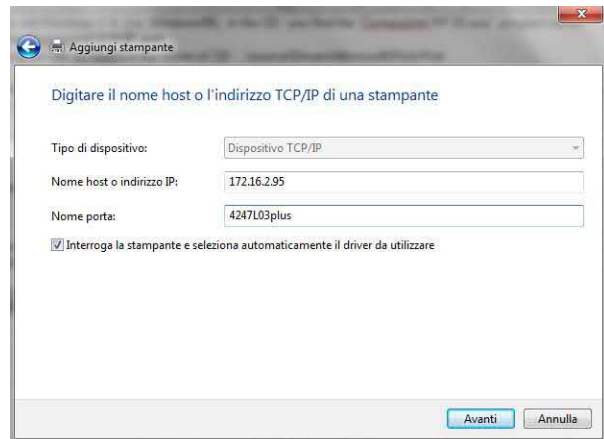 Aggiungi stampante
Digitare il nome host o l'indirizzo TCP/IP di una stampante
Tipo di dispositivo: Dispositivo TCP/IP
Nome host o indirizzo IP: 172.16.2.95
Nome porta: 4247L03plus
Interroga la stampante e seleziona automaticamente il driver da utilizzare
Avanti Annulla